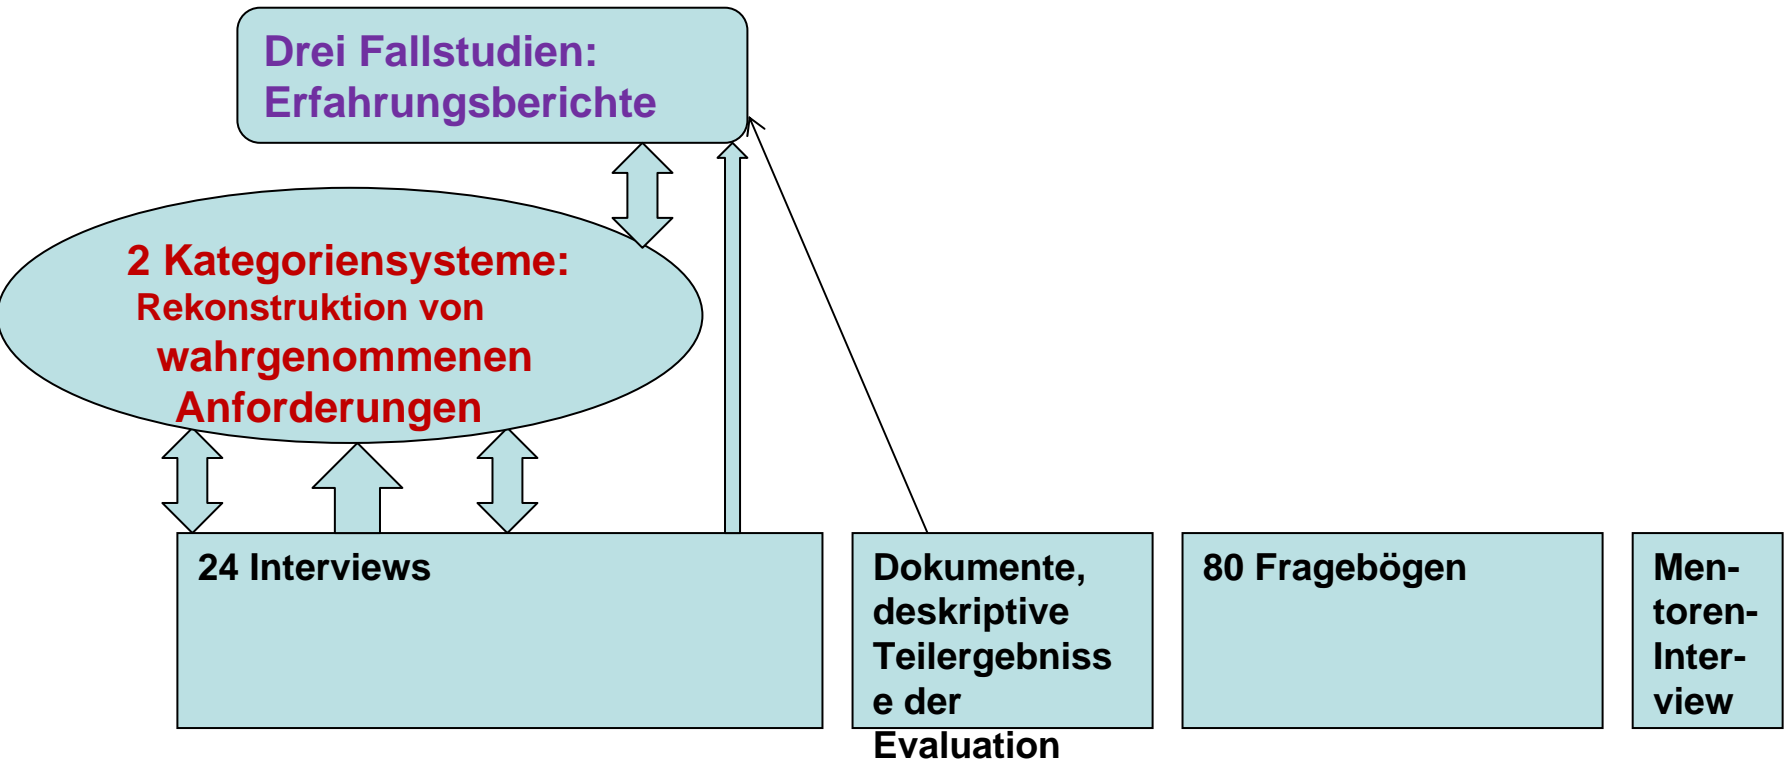 Drei Fallstudien:
Erfahrungsberichte
2 Kategoriensysteme:
Rekonstruktion von
wahrgenommenen
Anforderungen
24 Interviews
Dokumente,
deskriptive
Teilergebniss
e der
Evaluation
80 Fragebögen
Men-
toren-
Inter-
view